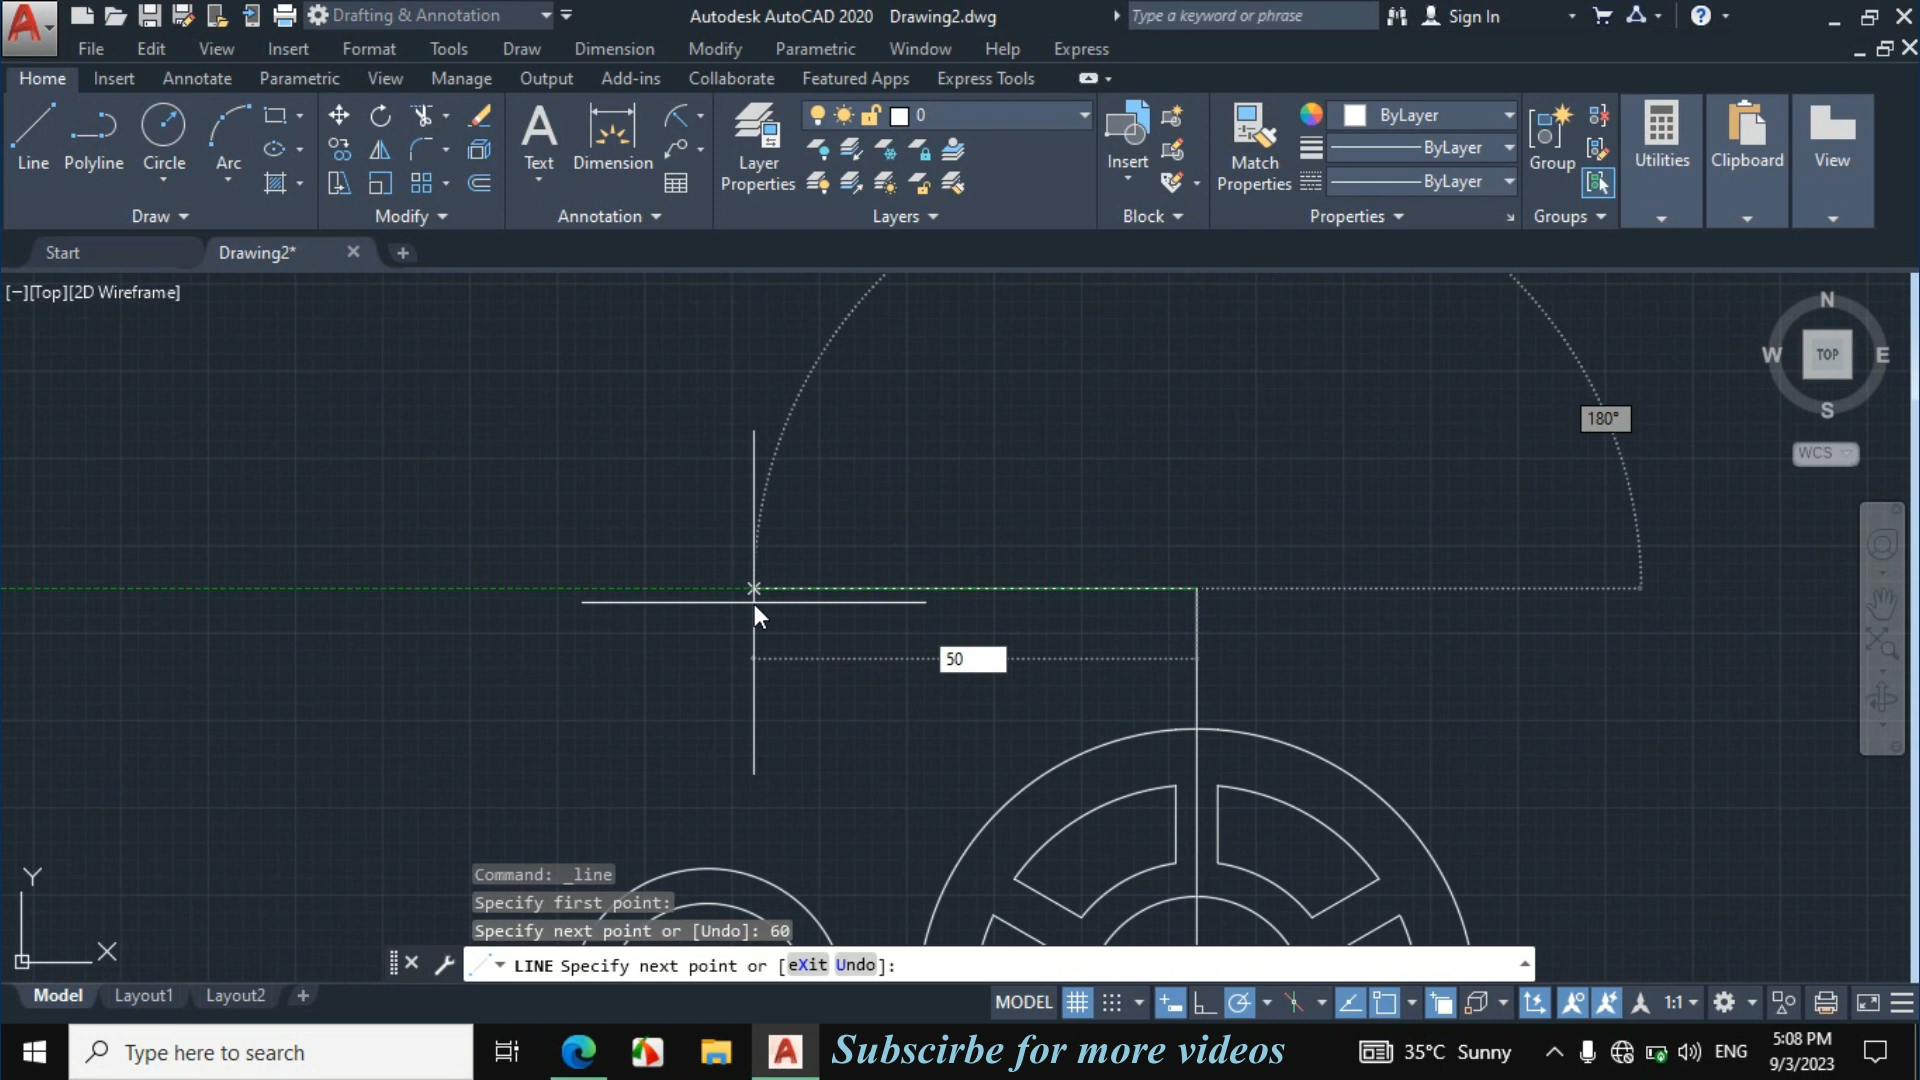 Drafting & Annotation
Autodesk AutoCAD 2020 Drawing2.dwg
Type a keyword or phrase
Sign In
File Edit View Insert Format Tools Draw Dimension Modify Parametric Window Help Express
Home Insert Annotate Parametric View Manage Output Add-ins Collaborate Featured Apps Express Tools
0
ByLayer
ByLayer
ByLayer
Line Polyline Circle Arc
Text Dimension
Layer Properties
Insert
Match Properties
Group
Utilities Clipboard View
Draw Modify Annotation Layers Block Properties Groups
Start Drawing2*
[−][Top][2D Wireframe]
N
W TOP E
S
180°
WCS
50
Y
X
Command: _line
Specify first point:
Specify next point or [Undo]: 60
LINE Specify next point or [eXit Undo]:
Model Layout1 Layout2
MODEL
1:1
Type here to search
Subscirbe for more videos
35°C Sunny
ENG
5:08 PM
9/3/2023